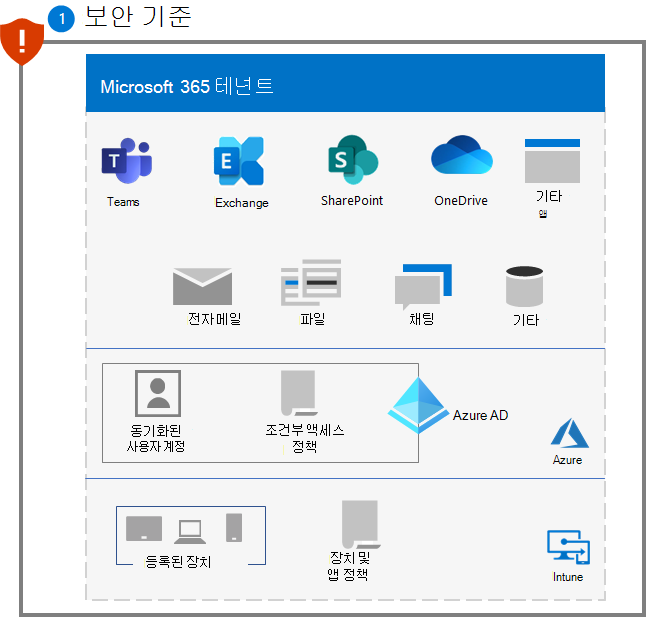 1 보안 기준
Microsoft 365 테넌트
T
E
S
Teams
Exchange
SharePoint
OneDrive
기타
앱
전자메일
파일
채팅
기타
동기화된
사용자계정
조건부액세스
정책
Azure AD
Azure
등록된 장치
장치및
앱 정책
Intune